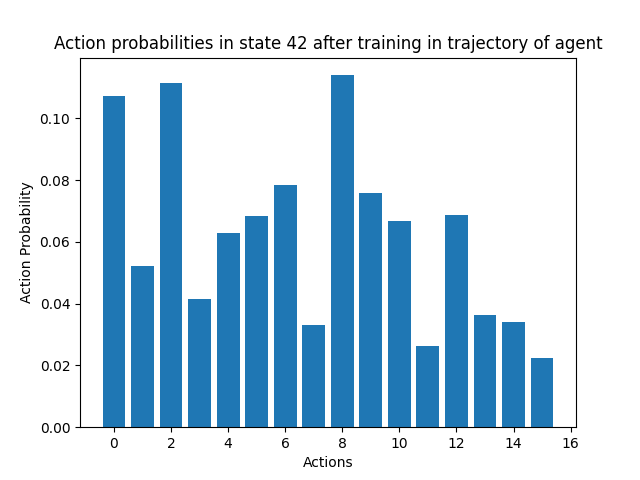 Action probabilities in state 42 after training in trajectory of agent
Action Probability
0.10
0.08
0.06
0.04
0.02
0.00
0 2 4 6 8 10 12 14 16
Actions